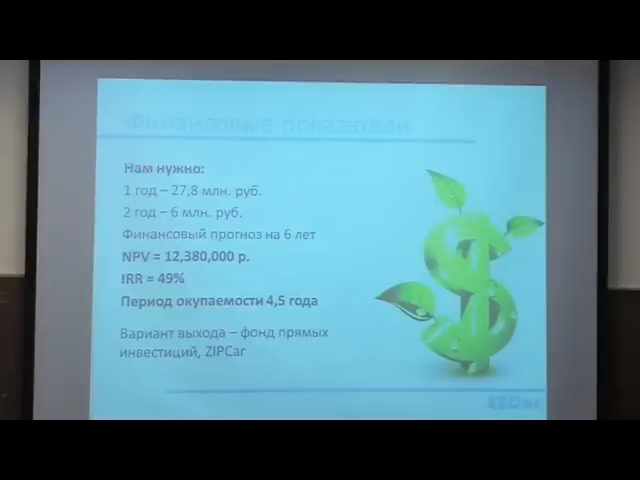 Финансовые показатели
Нам нужно:
1 год – 27,8 млн. руб.
2 год – 6 млн. руб.
Финансовый прогноз на 6 лет
NPV = 12,380,000 р.
IRR = 49%
Период окупаемости 4,5 года
Вариант выхода – фонд прямых
инвестиций, ZIPCar